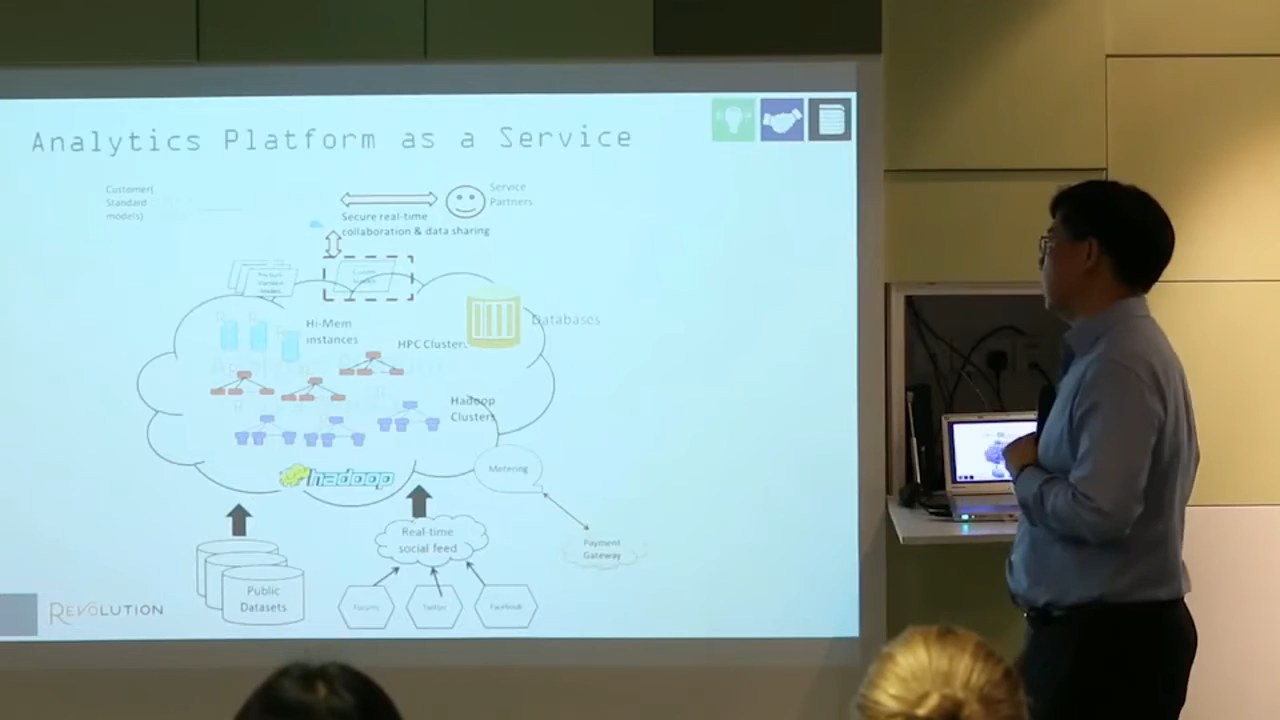 Analytics Platform as a Service
Customer(
Standard
models)
Service
Partners
Secure real-time
collaboration & data sharing
Hi-Mem
instances
HPC Clusters
Databases
Hadoop
Clusters
hadoop
Metering
Real-time
social feed
Payment
Gateway
Public
Datasets
Forums
Twitter
Facebook
REVOLUTION